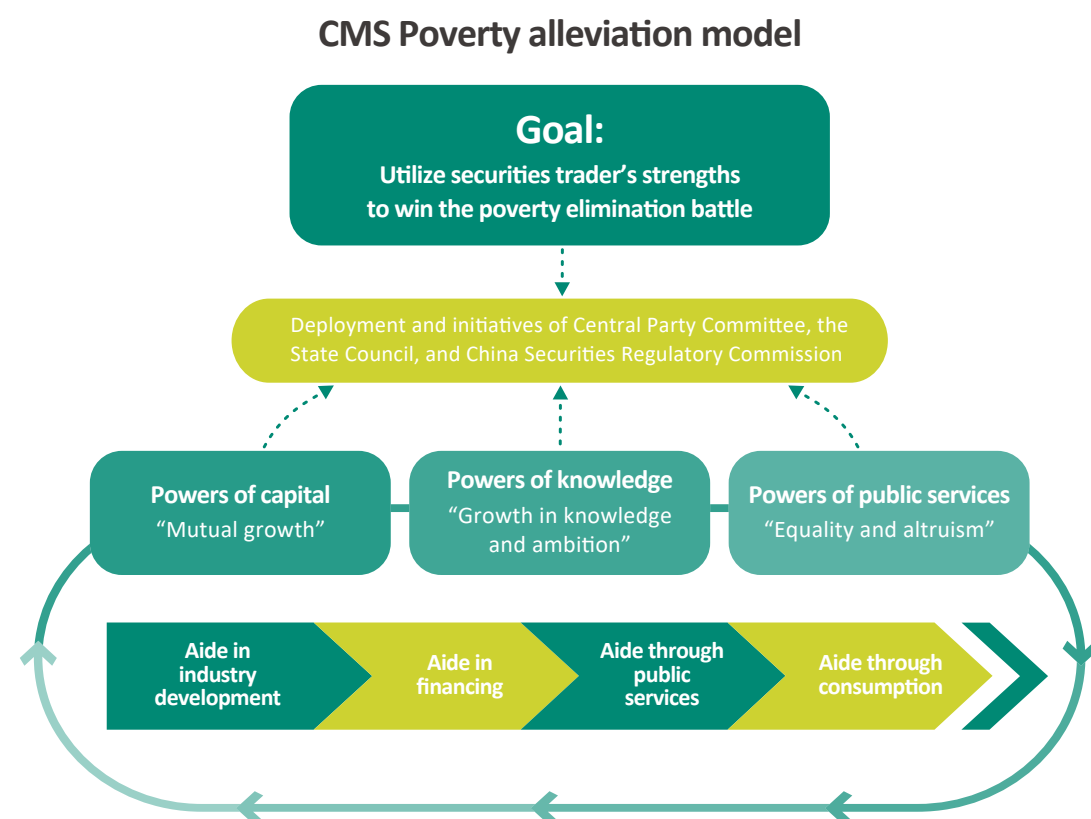 CMS Poverty alleviation model
Goal:
Utilize securities trader's strengths
to win the poverty elimination battle
Deployment and initiatives of Central Party Committee, the
State Council, and China Securities Regulatory Commission
Powers of capital
“Mutual growth”
Powers of knowledge
“Growth in knowledge
and ambition”
Powers of public services
“Equality and altruism”
Aide in
industry
development
Aide in
financing
Aide through
public
services
Aide through
consumption